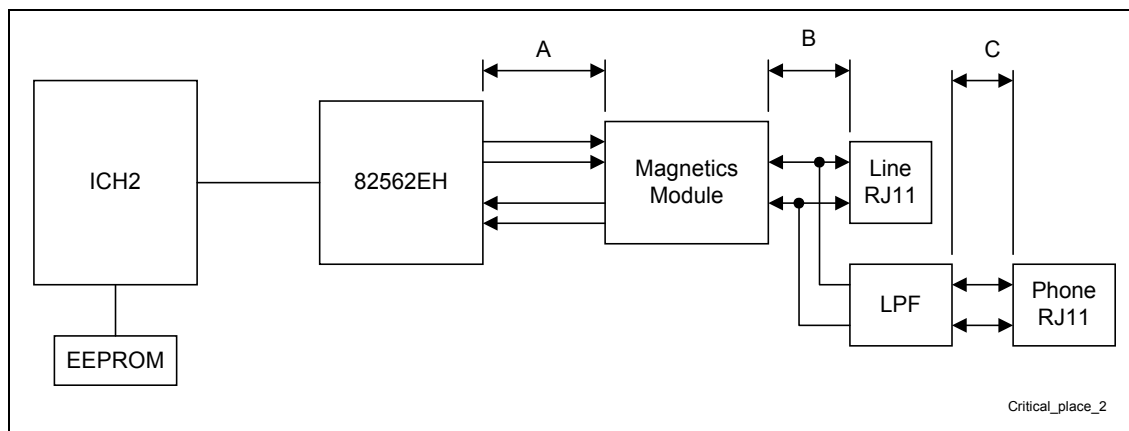 A
B
C
ICH2
82562EH
Magnetics
Module
Line
RJ11
LPF
Phone
RJ11
EEPROM
Critical_place_2